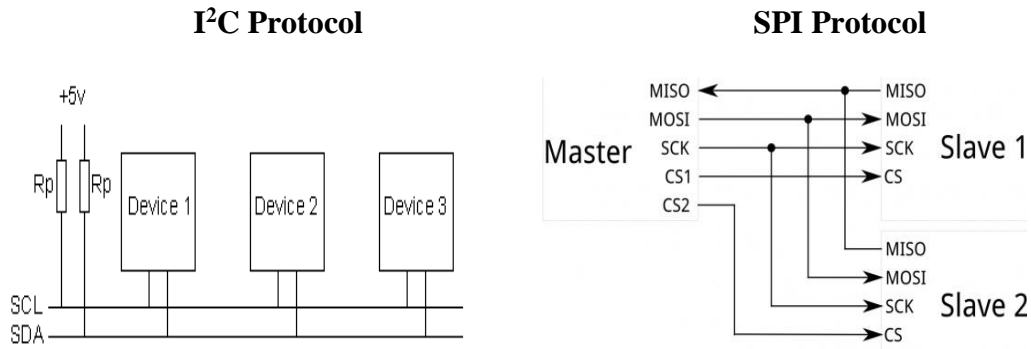 I²C Protocol
SPI Protocol
+5v
Rp Rp
Device 1 Device 2 Device 3
SCL
SDA
Master
MISO
MOSI
SCK
CS1
CS2
MISO
MOSI
SCK
CS
Slave 1
MISO
MOSI
SCK
CS
Slave 2